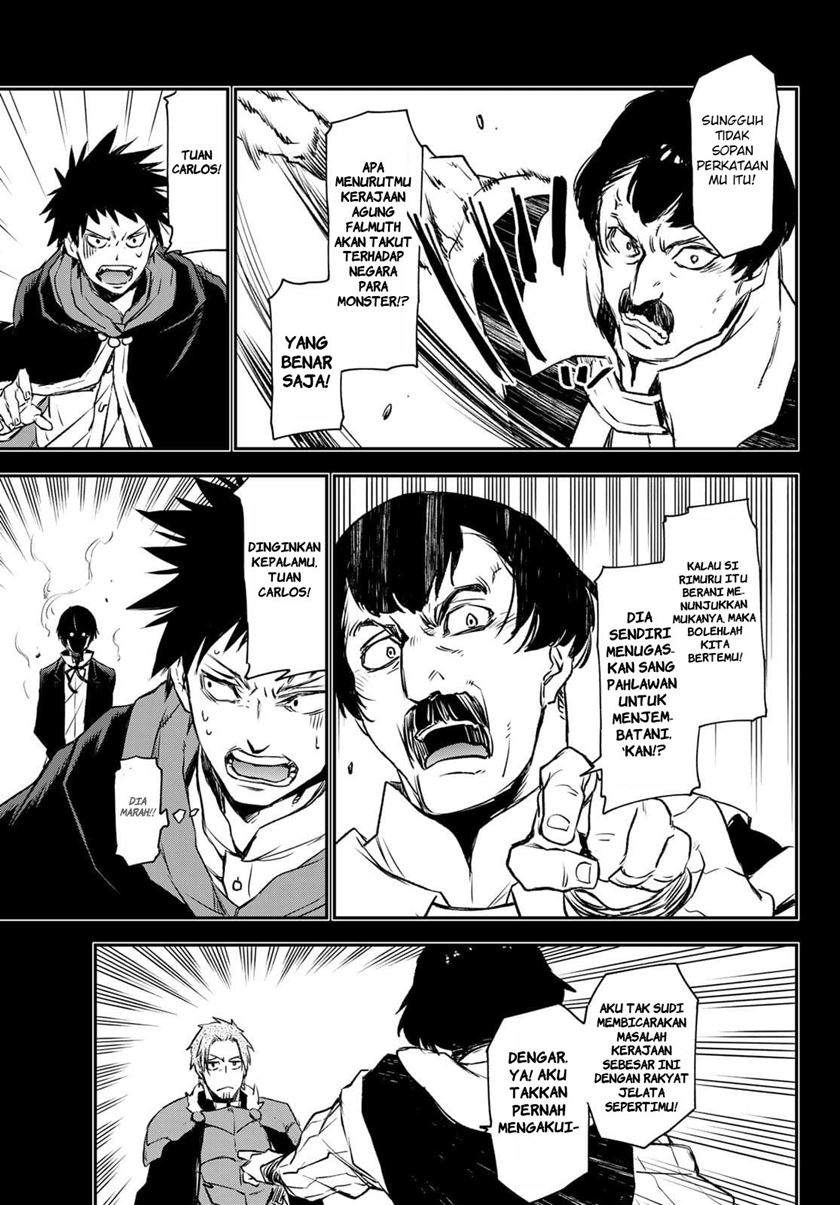 SUNGGUH
TIDAK
SOPAN
PERKATAAN
MU ITU!
APA
MENURUTMU
KERAJAAN
AGUNG
FALMUTH
AKAN TAKUT
TERHADAP
NEGARA
PARA
MONSTER!?
YANG
BENAR
SAJA!
TUAN
CARLOS!
KALAU SI
RIMURU ITU
BERANI ME-
NUNJUKKAN
MUKANYA, MAKA
BOLEHLAH
KITA
BERTEMU!
DIA
SENDIRI
MENUGAS-
KAN SANG
PAHLAWAN
UNTUK
MENJEM-
BATANI,
'KAN!?
DINGINKAN
KEPALAMU,
TUAN
CARLOS!
DIA
MARAH!!
AKU TAK SUDI
MEMBICARAKAN
MASALAH
KERAJAAN
SEBESAR INI
DENGAN RAKYAT
JELATA
SEPERTIMU!
DENGAR,
YA! AKU
TAKKAN
PERNAH
MENGAKUI-